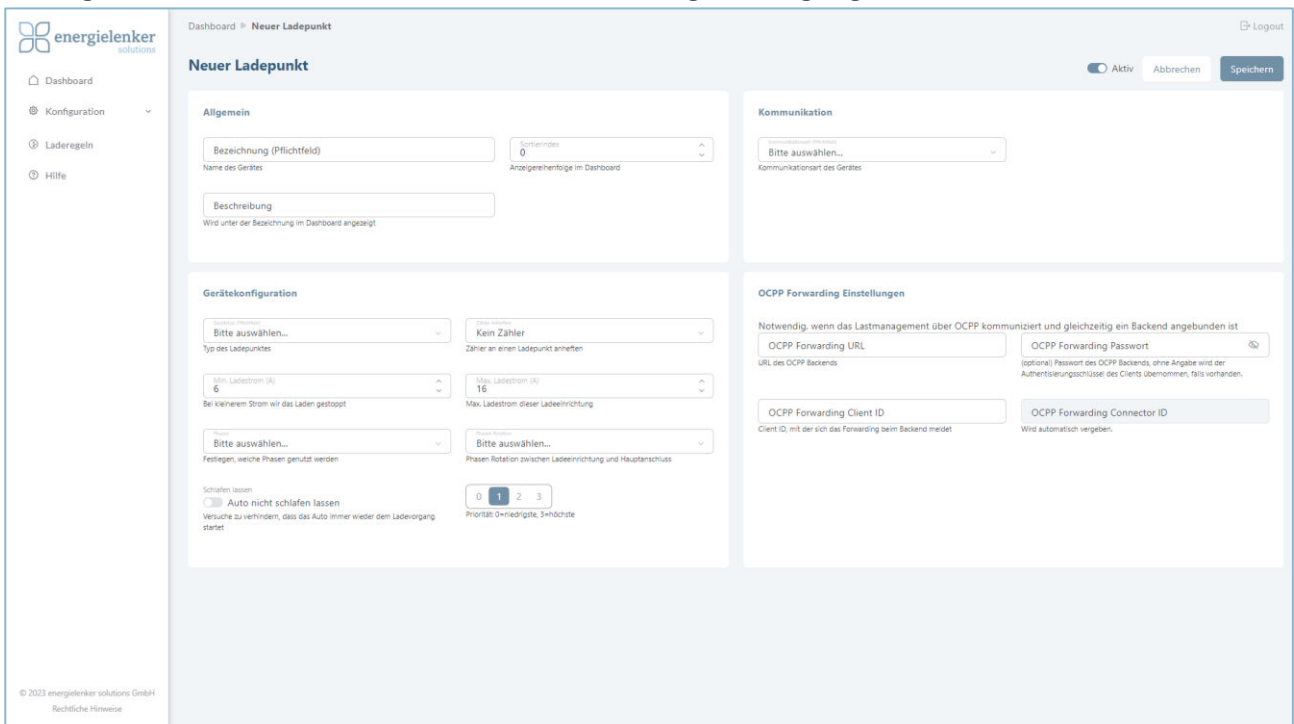 energielenker
solutions
Dashboard
Konfiguration
Laderegeln
Hilfe
© 2023 energielenker solutions GmbH
Rechtliche Hinweise
Dashboard
Neuer Ladepunkt
Logout
Neuer Ladepunkt
Aktiv
Abbrechen
Speichern
Allgemein
Bezeichnung (Pflichtfeld)
Name des Gerätes
Sortierindex
0
Anzeigereihenfolge im Dashboard
Beschreibung
Wird unter der Bezeichnung im Dashboard angezeigt
Kommunikation
Kommunikationsart (Pflichtfeld)
Bitte auswählen...
Kommunikationsart des Gerätes
Gerätekonfiguration
Bitte auswählen...
Typ des Ladepunktes
Kein Zähler
Zähler an einen Ladepunkt anheften
Min. Ladestrom (A)
6
Bei kleinerem Strom wir das Laden gestoppt
Max. Ladestrom (A)
16
Max. Ladestrom dieser Ladeeinrichtung
Phasen
Bitte auswählen...
Festlegen, welche Phasen genutzt werden
Phasen Rotation
Bitte auswählen...
Phasen Rotation zwischen Ladeeinrichtung und Hauptanschluss
Schlafen lassen
Auto nicht schlafen lassen
Versuche zu verhindern, dass das Auto immer wieder dem Ladevorgang
startet
0 1 2 3
Priorität: 0=niedrigste, 3=höchste
OCPP Forwarding Einstellungen
Notwendig, wenn das Lastmanagement über OCPP kommuniziert und gleichzeitig ein Backend angebunden ist
OCPP Forwarding URL
URL des OCPP Backends
OCPP Forwarding Passwort
(optional) Passwort des OCPP Backends, ohne Angabe wird der
Authentisierungsschlüssel des Clients übernommen, falls vorhanden.
OCPP Forwarding Client ID
Client ID, mit der sich das Forwarding beim Backend meldet
OCPP Forwarding Connector ID
Wird automatisch vergeben.